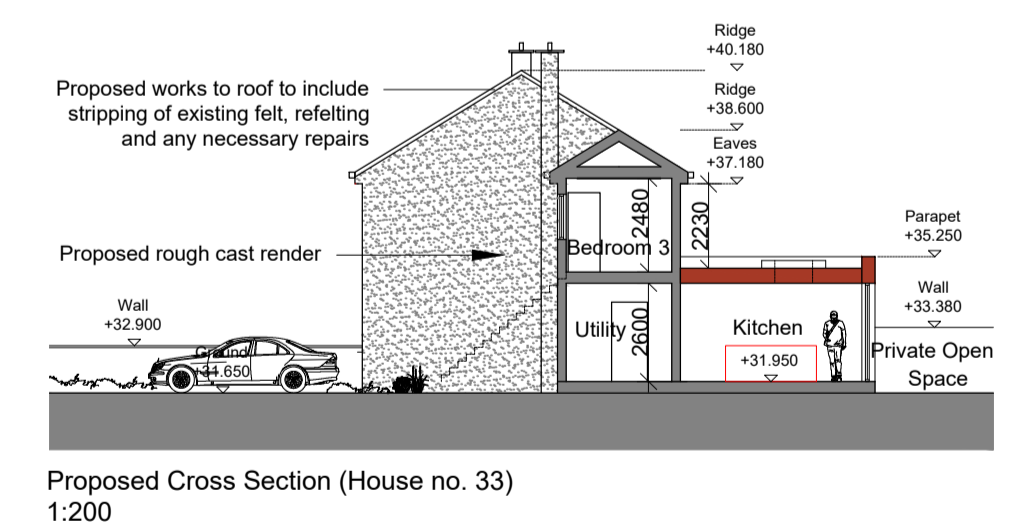 Ridge
+40.180
Proposed works to roof to include
stripping of existing felt, refelting
and any necessary repairs
Ridge
+38.600
Eaves
+37.180
2480
2230
Bedroom 3
Parapet
+35.250
Proposed rough cast render
Wall
+33.380
Wall
+32.900
Utility
2600
Kitchen
+31.950
Ground
+31.650
Private Open
Space
Proposed Cross Section (House no. 33)
1:200